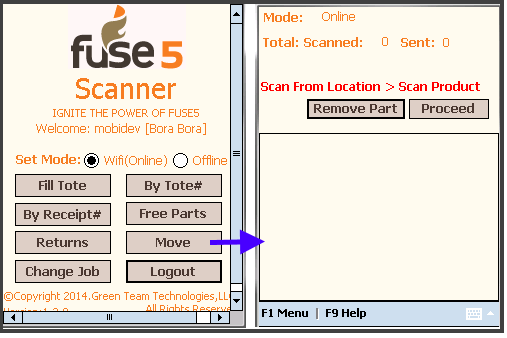 fuse 5
Scanner
IGNITE THE POWER OF FUSE5
Welcome: mobidev [Bora Bora]
Set Mode: Wifi(Online) Offline
Fill Tote By Tote#
By Receipt# Free Parts
Returns Move
Change Job Logout
©Copyright 2014.Green Team Technologies,LL
All Rights Reserve
Mode: Online
Total: Scanned: 0 Sent: 0
Scan From Location > Scan Product
Remove Part Proceed
F1 Menu | F9 Help